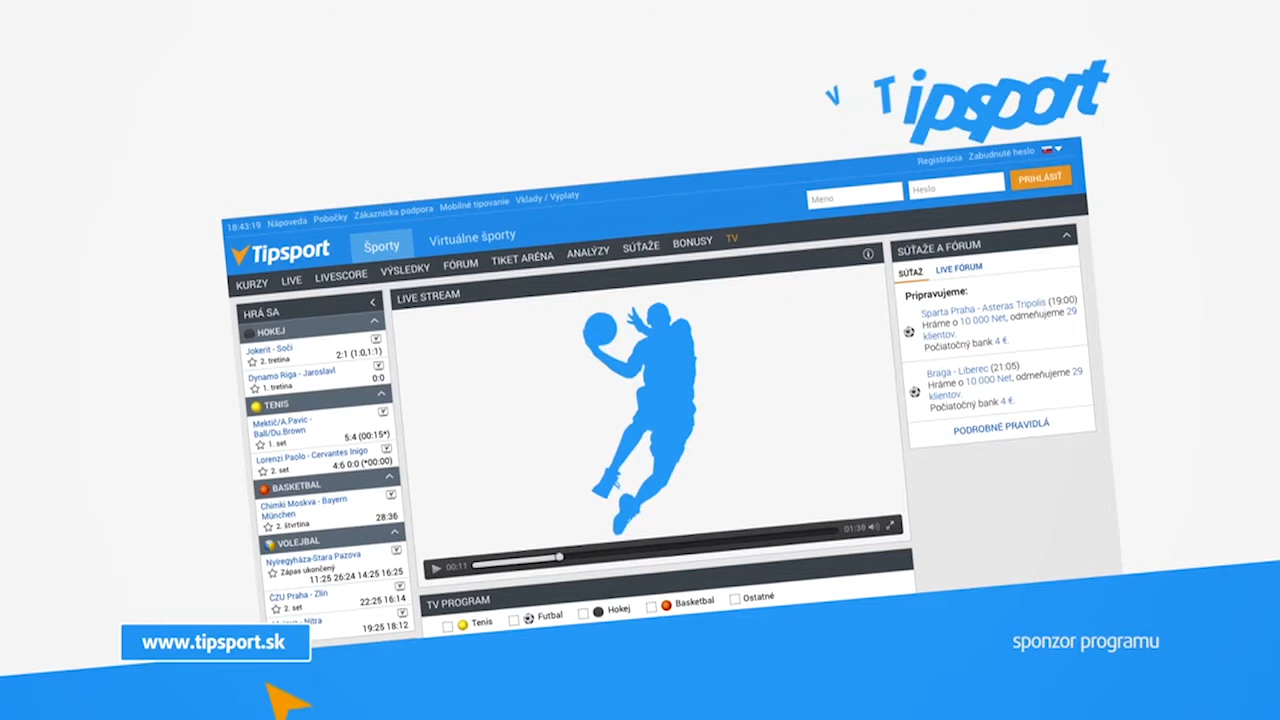 V Tipsport
Registrácia Zabudnuté heslo
18:43:19 Nápoveda Pobočky Zákaznícka podpora Mobilné tipovanie Vklady / Výplaty
Meno Heslo PRIHLÁSIŤ
Tipsport Športy Virtuálne športy
KURZY LIVE LIVESCORE VÝSLEDKY FÓRUM TIKET ARÉNA ANALÝZY SÚŤAŽE BONUSY TV
HRÁ SA
HOKEJ
Jokerit - Soči
2. tretina 2:1 (1:0,1:1)
Dynamo Riga - Jaroslavl
1. tretina 0:0
TENIS
Mektič/A.Pavic -
Ball/Du.Brown
1. set 5:4 (00:15*)
Lorenzi Paolo - Cervantes Inigo
2. set 4:6 0:0 (*00:00)
BASKETBAL
Chimki Moskva - Bayern
München
2. štvrtina 28:36
VOLEJBAL
Nyiregyháza-Stara Pazova
Zápas ukončený
11:25 26:24 14:25 16:25
ČZU Praha - Zlín
2. set 22:25 16:14
- Nitra
19:25 18:12
LIVE STREAM
00:11 01:38
TV PROGRAM
Tenis Futbal Hokej Basketbal Ostatné
SÚŤAŽE A FÓRUM
SÚŤAŽ LIVE FÓRUM
Pripravujeme:
Sparta Praha - Asteras Tripolis (19:00)
Hráme o 10 000 Net, odmeňujeme 29
klientov.
Počiatočný bank 4 €.
Braga - Liberec (21:05)
Hráme o 10 000 Net, odmeňujeme 29
klientov.
Počiatočný bank 4 €.
PODROBNÉ PRAVIDLÁ
www.tipsport.sk
sponzor programu